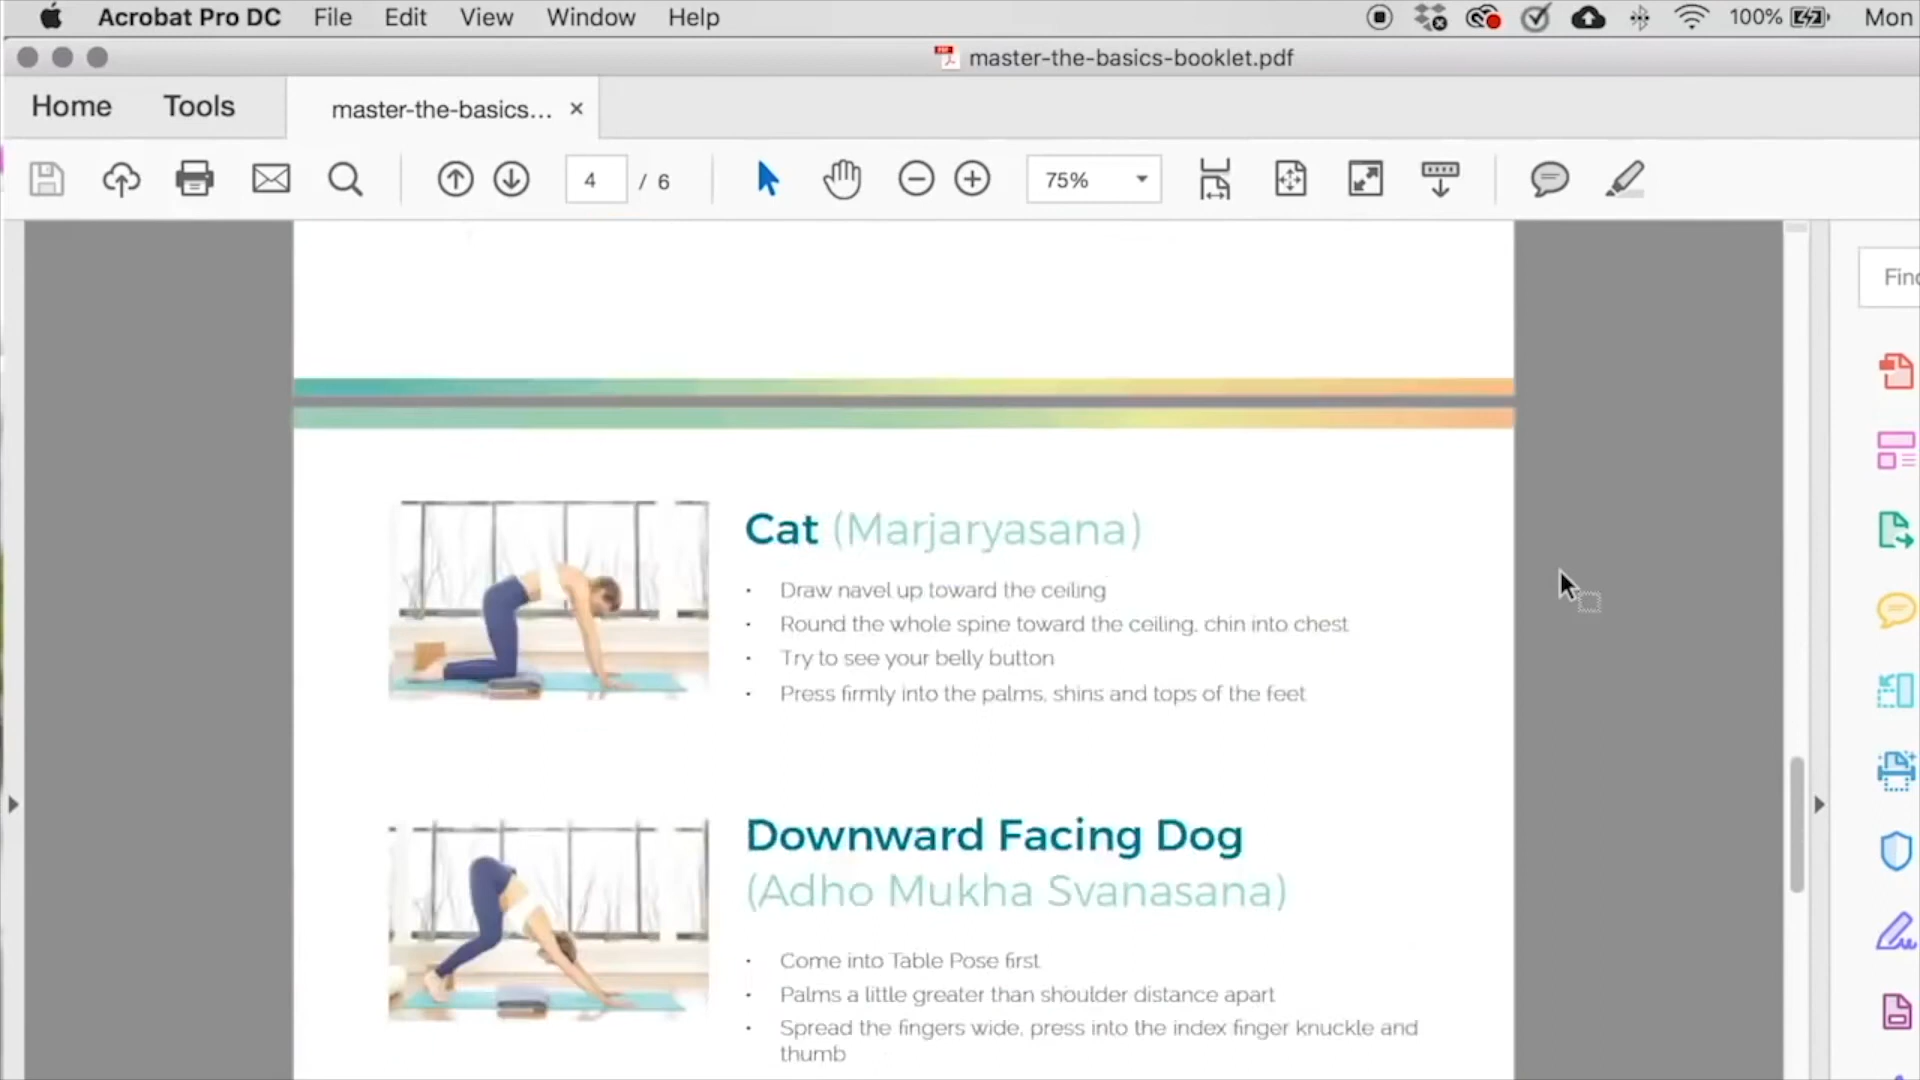 Acrobat Pro DC File Edit View Window Help 100% Mon
master-the-basics-booklet.pdf
Home Tools master-the-basics... ×
4 / 6 75%
Cat (Marjaryasana)
• Draw navel up toward the ceiling
• Round the whole spine toward the ceiling, chin into chest
• Try to see your belly button
• Press firmly into the palms, shins and tops of the feet
Downward Facing Dog
(Adho Mukha Svanasana)
• Come into Table Pose first
• Palms a little greater than shoulder distance apart
• Spread the fingers wide, press into the index finger knuckle and
thumb